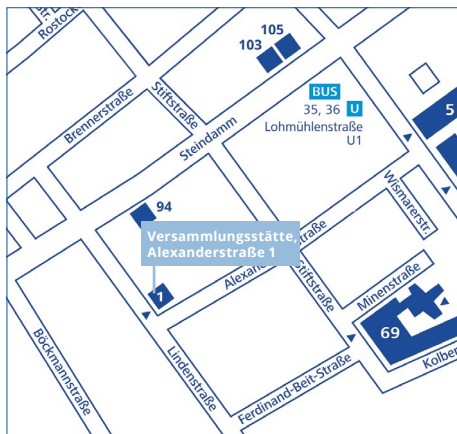 Rostock
105
103
BUS
35, 36 U
Lohmühlenstraße
U1
5
Brennerstraße
Stiftstraße
Steindamm
94
Versammlungsstätte,
Alexanderstraße 1
Wismarerstr.
1
Stiftstraße
Minenstraße
69
Böckmannstraße
Lindenstraße
Ferdinand-Beit-Straße
Kolber